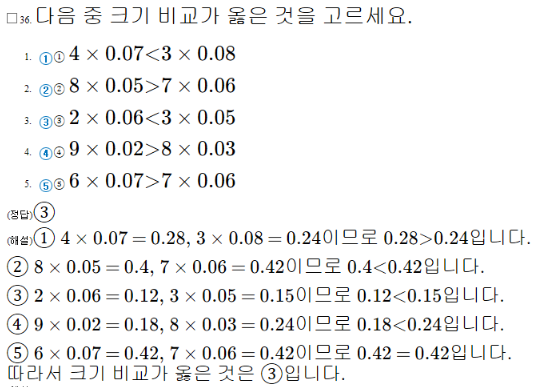 □36. 다음 중 크기 비교가 옳은 것을 고르세요.
1. ①① 4 × 0.07<3 × 0.08
2. ②② 8 × 0.05>7 × 0.06
3. ③③ 2 × 0.06<3 × 0.05
4. ④④ 9 × 0.02>8 × 0.03
5. ⑤⑤ 6 × 0.07>7 × 0.06
(정답)③
(해설)① 4 × 0.07 = 0.28, 3 × 0.08 = 0.24이므로 0.28>0.24입니다.
② 8 × 0.05 = 0.4, 7 × 0.06 = 0.42이므로 0.4<0.42입니다.
③ 2 × 0.06 = 0.12, 3 × 0.05 = 0.15이므로 0.12<0.15입니다.
④ 9 × 0.02 = 0.18, 8 × 0.03 = 0.24이므로 0.18<0.24입니다.
⑤ 6 × 0.07 = 0.42, 7 × 0.06 = 0.42이므로 0.42 = 0.42입니다.
따라서 크기 비교가 옳은 것은 ③입니다.